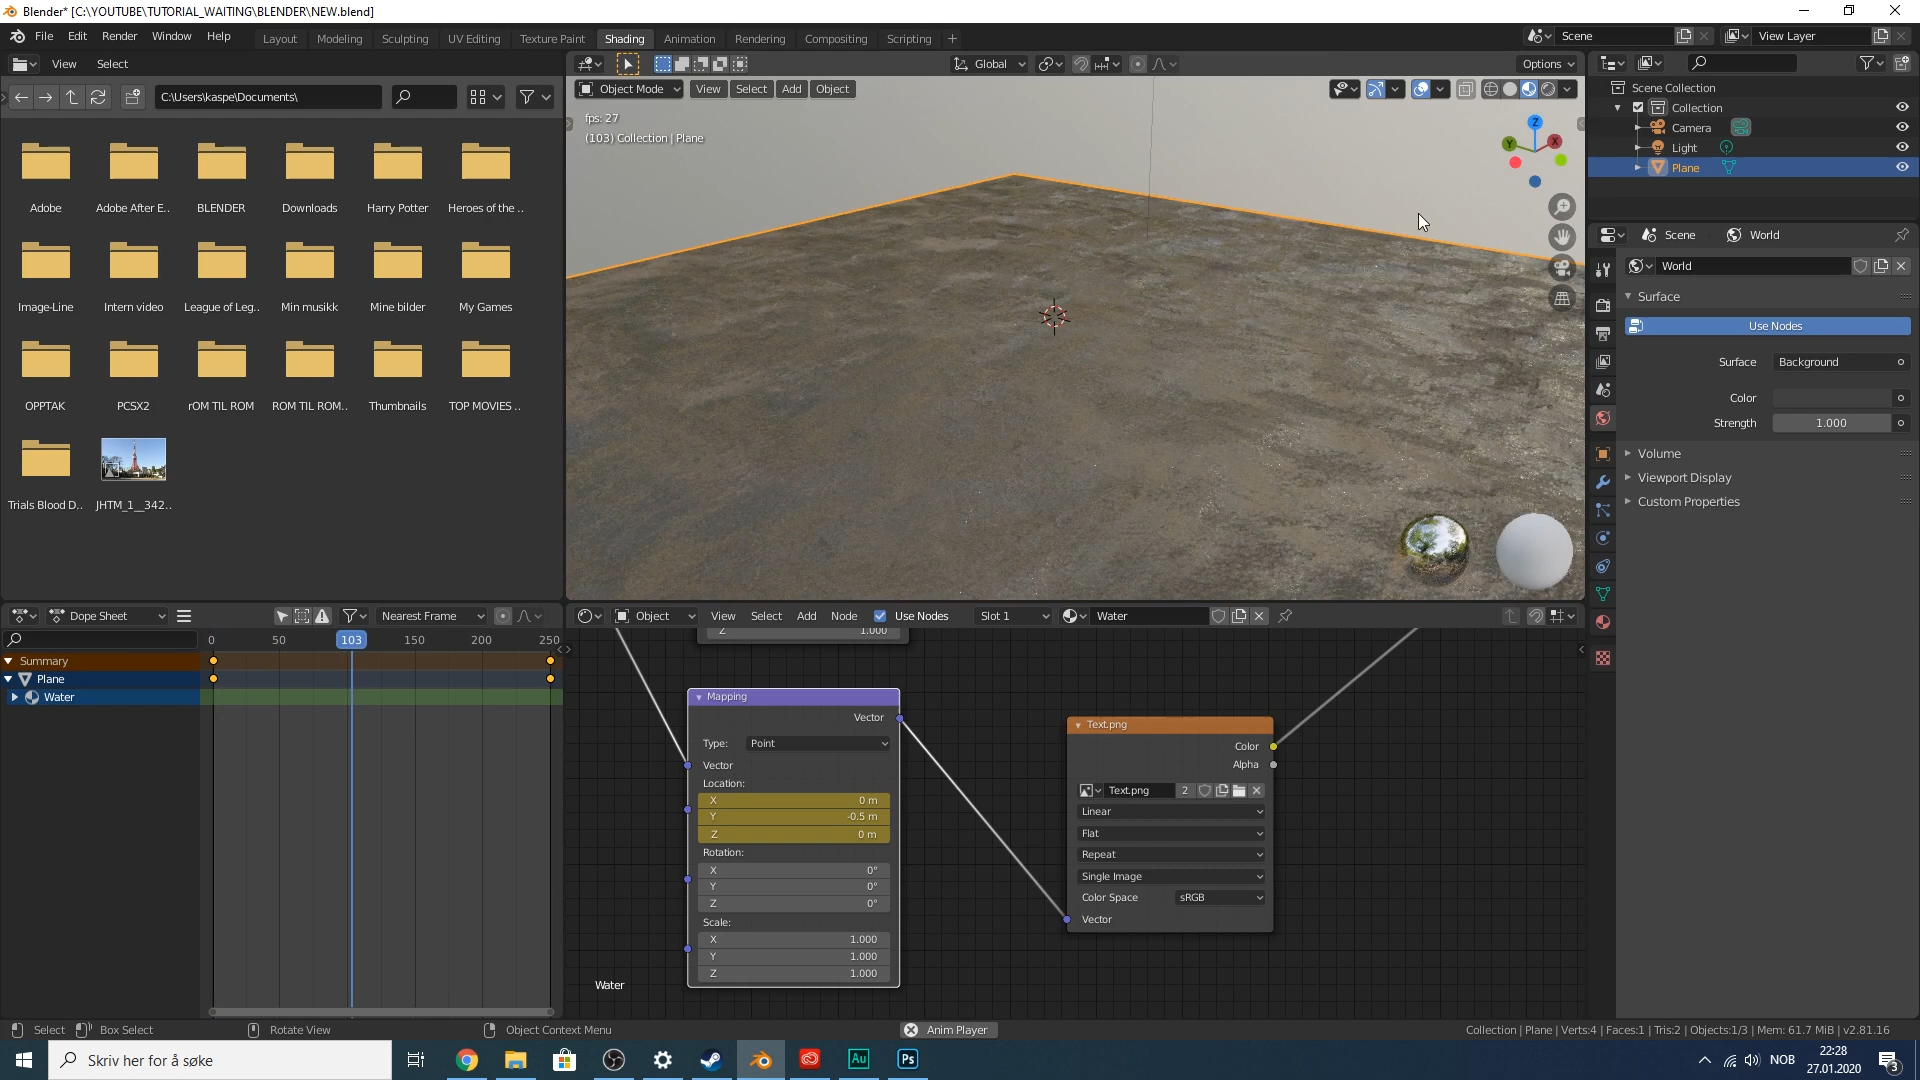 Blender* [C:\YOUTUBE\TUTORIAL_WAITING\BLENDER\NEW.blend]
File Edit Render Window Help Layout Modeling Sculpting UV Editing Texture Paint Shading Animation Rendering Compositing Scripting + Scene View Layer
View Select Global Options
C:\Users\kaspe\Documents\ Object Mode View Select Add Object
Scene Collection
Collection
Camera
Light
Plane
fps: 27
(103) Collection | Plane
Z
Y
X
Adobe Adobe After E.. BLENDER Downloads Harry Potter Heroes of the ..
Image-Line Intern video League of Leg.. Min musikk Mine bilder My Games
OPPTAK PCSX2 rOM TIL ROM ROM TIL ROM.. Thumbnails TOP MOVIES ..
Trials Blood D.. JHTM_1__342..
Scene World
World
Surface
Use Nodes
Surface Background
Color
Strength 1.000
Volume
Viewport Display
Custom Properties
Dope Sheet Nearest Frame Object View Select Add Node Use Nodes Slot 1 Water
0 50 103 150 200 250
Summary
Plane
Water
Z 1.000
Mapping
Vector
Type: Point
Vector
Location:
X 0 m
Y -0.5 m
Z 0 m
Rotation:
X 0°
Y 0°
Z 0°
Scale:
X 1.000
Y 1.000
Z 1.000
Text.png
Color
Alpha
Text.png 2
Linear
Flat
Repeat
Single Image
Color Space sRGB
Vector
Water
Select Box Select Rotate View Object Context Menu Anim Player Collection | Plane | Verts:4 | Faces:1 | Tris:2 | Objects:1/3 | Mem: 61.7 MiB | v2.81.16
Skriv her for å søke Au Ps NOB 22:28
27.01.2020 3